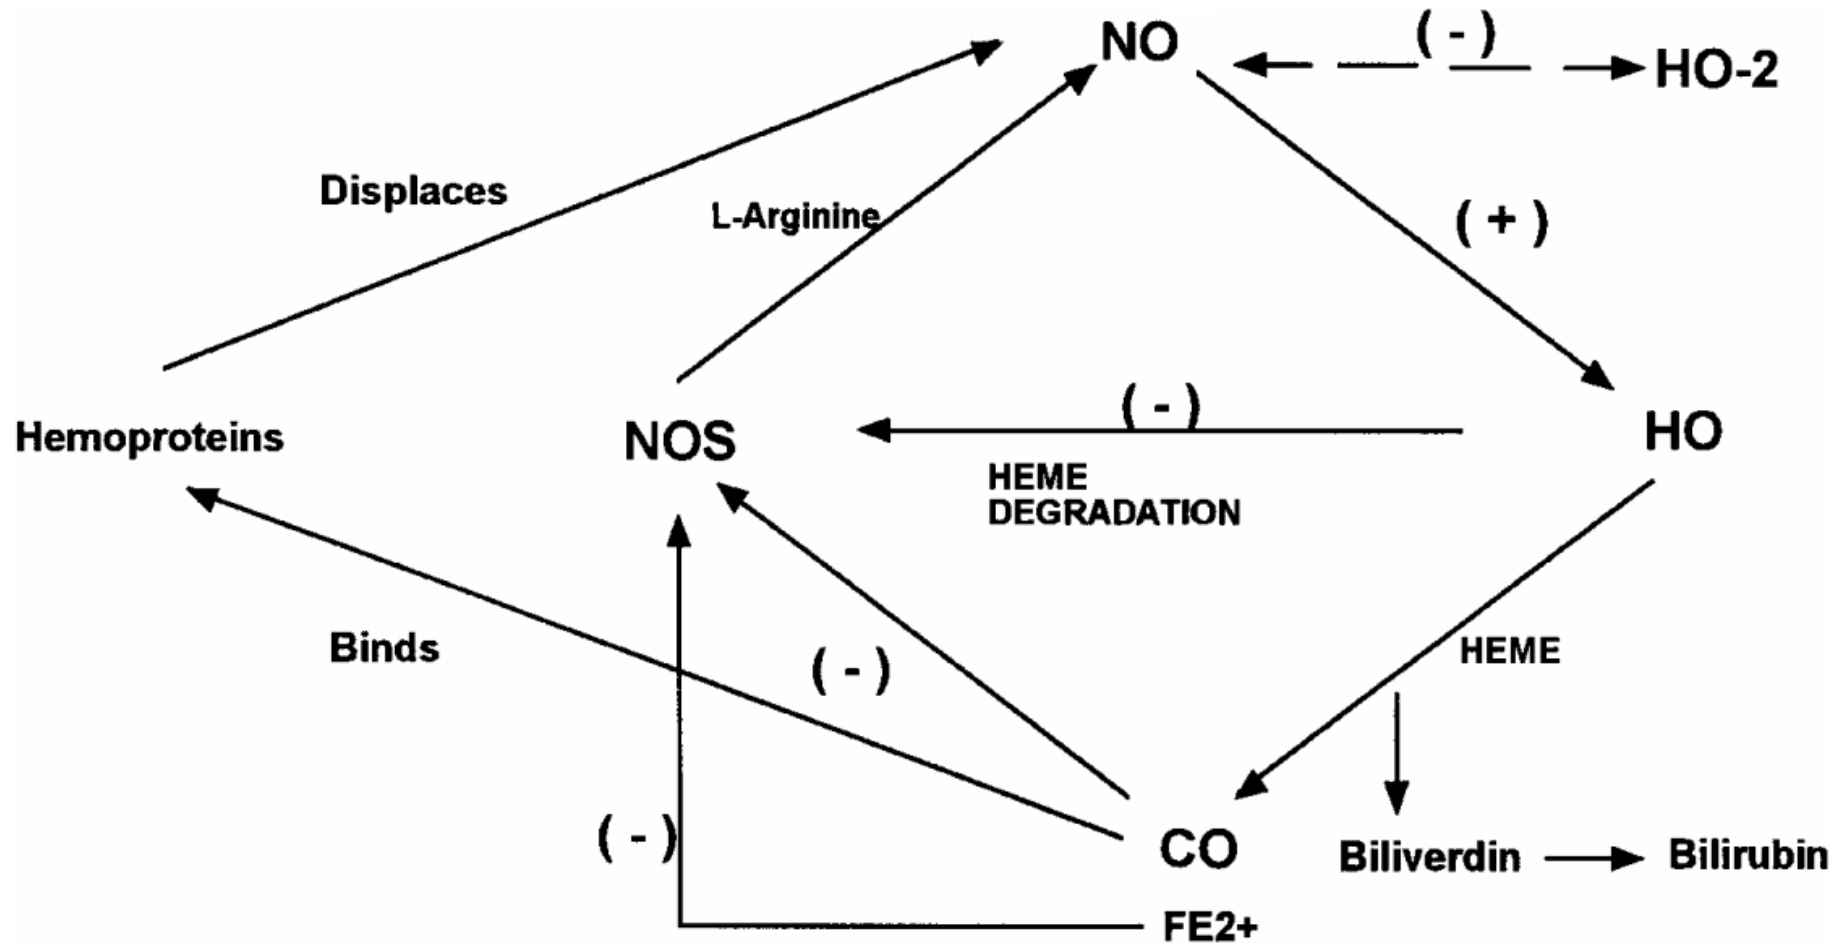 NO
( - )
HO-2
Displaces
L-Arginine
( + )
Hemoproteins
NOS
( - )
HO
HEME
DEGRADATION
Binds
( - )
HEME
( - )
CO
Biliverdin
Bilirubin
FE2+